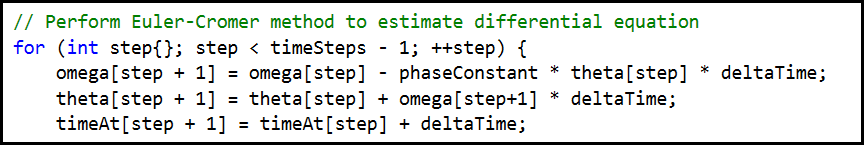 // Perform Euler-Cromer method to estimate differential equation
for (int step{}; step < timeSteps - 1; ++step) {
omega[step + 1] = omega[step] - phaseConstant * theta[step] * deltaTime;
theta[step + 1] = theta[step] + omega[step+1] * deltaTime;
timeAt[step + 1] = timeAt[step] + deltaTime;